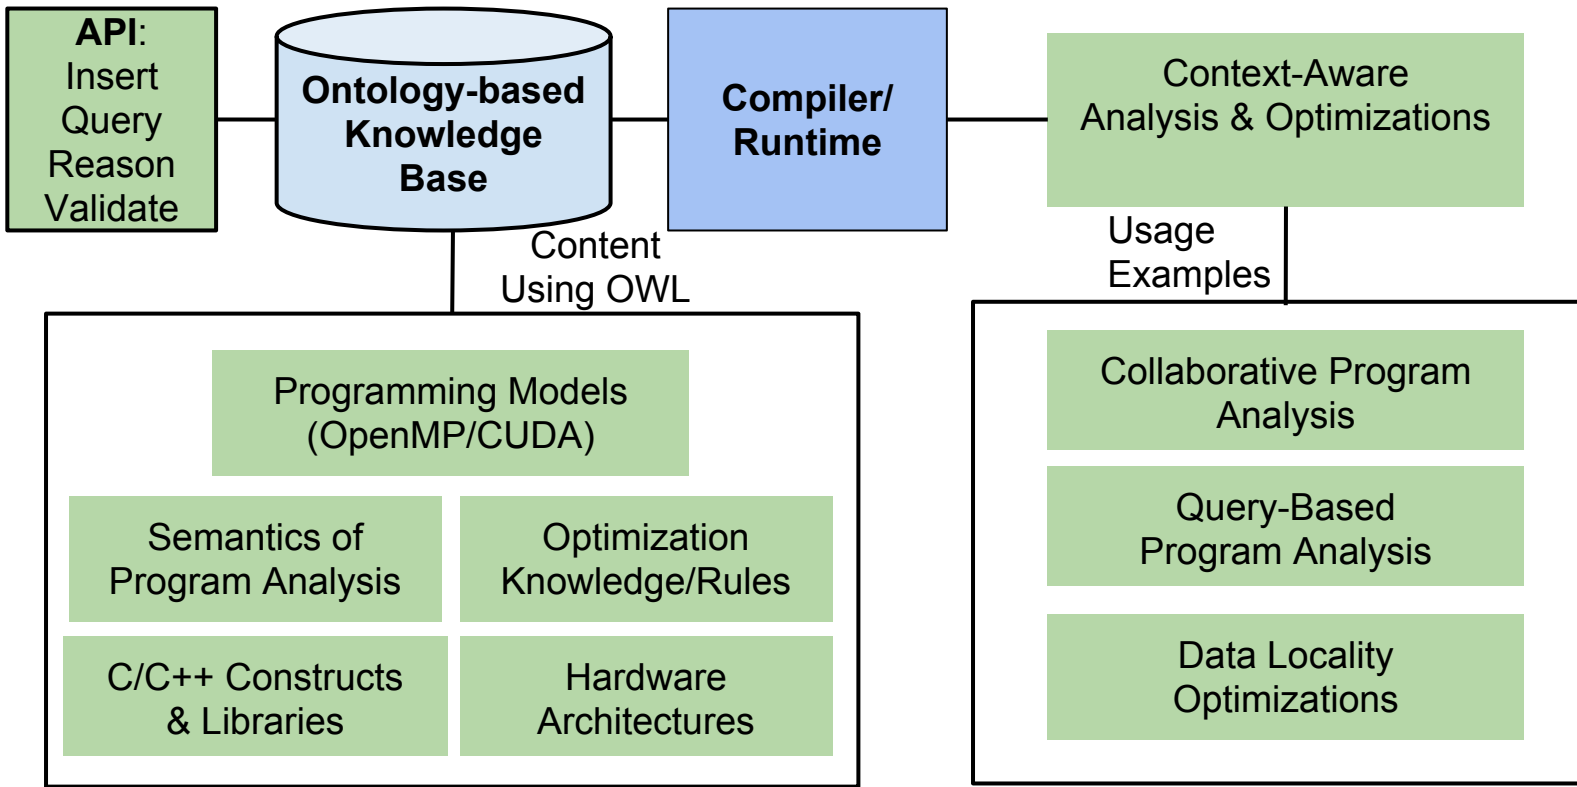 API:
Insert
Query
Reason
Validate
Ontology-based
Knowledge
Base
Compiler/
Runtime
Context-Aware
Analysis & Optimizations
Content
Using OWL
Usage
Examples
Programming Models
(OpenMP/CUDA)
Semantics of
Program Analysis
Optimization
Knowledge/Rules
C/C++ Constructs
& Libraries
Hardware
Architectures
Collaborative Program
Analysis
Query-Based
Program Analysis
Data Locality
Optimizations